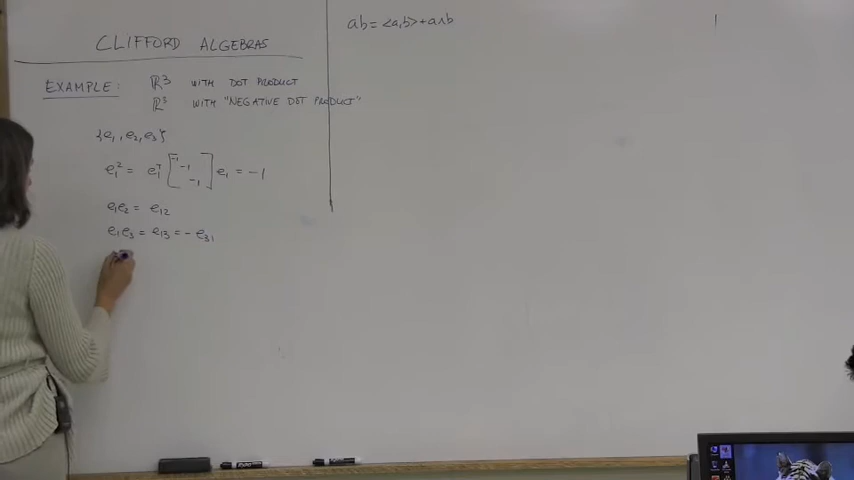 CLIFFORD ALGEBRAS
EXAMPLE: ℝ³ WITH DOT PRODUCT
ℝ³ WITH "NEGATIVE DOT PRODUCT"
{e₁, e₂, e₃}
e₁² = e₁ᵀ [-1 -1 -1] e₁ = -1
e₁e₂ = e₁₂
e₁e₃ = e₁₃ = - e₃₁
ab = <a,b> + a∧b